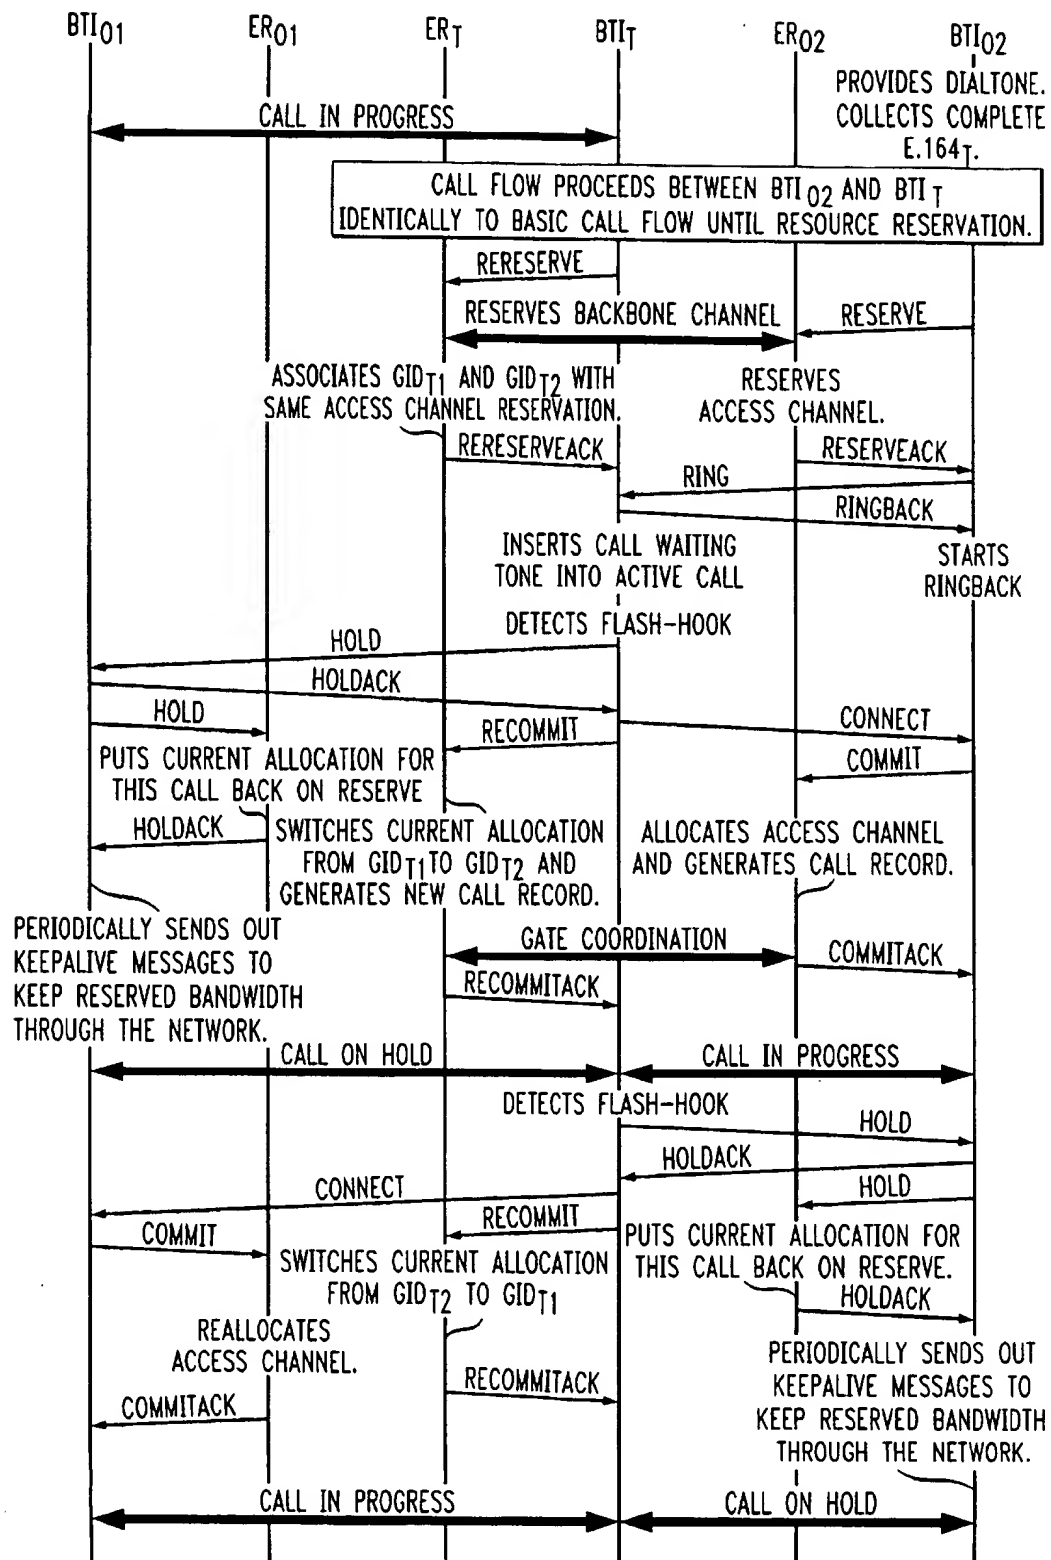 BTI01 ER01 ERT BTIT ER02 BTI02
PROVIDES DIALTONE.
COLLECTS COMPLETE
E.164T.
CALL IN PROGRESS
CALL FLOW PROCEEDS BETWEEN BTI02 AND BTIT
IDENTICALLY TO BASIC CALL FLOW UNTIL RESOURCE RESERVATION.
RERESERVE
RESERVES BACKBONE CHANNEL
RESERVE
ASSOCIATES GIDT1 AND GIDT2 WITH
SAME ACCESS CHANNEL RESERVATION.
RESERVES
ACCESS CHANNEL.
RERESERVEACK
RESERVEACK
RING
RINGBACK
INSERTS CALL WAITING
TONE INTO ACTIVE CALL
STARTS
RINGBACK
DETECTS FLASH-HOOK
HOLD
HOLDACK
HOLD
CONNECT
RECOMMIT
COMMIT
PUTS CURRENT ALLOCATION FOR
THIS CALL BACK ON RESERVE
HOLDACK
SWITCHES CURRENT ALLOCATION
FROM GIDT1 TO GIDT2 AND
GENERATES NEW CALL RECORD.
ALLOCATES ACCESS CHANNEL
AND GENERATES CALL RECORD.
PERIODICALLY SENDS OUT
KEEPALIVE MESSAGES TO
KEEP RESERVED BANDWIDTH
THROUGH THE NETWORK.
GATE COORDINATION
COMMITACK
RECOMMITACK
CALL ON HOLD
CALL IN PROGRESS
DETECTS FLASH-HOOK
HOLD
HOLDACK
HOLD
CONNECT
RECOMMIT
COMMIT
PUTS CURRENT ALLOCATION FOR
THIS CALL BACK ON RESERVE.
SWITCHES CURRENT ALLOCATION
FROM GIDT2 TO GIDT1
HOLDACK
REALLOCATES
ACCESS CHANNEL.
PERIODICALLY SENDS OUT
KEEPALIVE MESSAGES TO
KEEP RESERVED BANDWIDTH
THROUGH THE NETWORK.
RECOMMITACK
COMMITACK
CALL IN PROGRESS
CALL ON HOLD